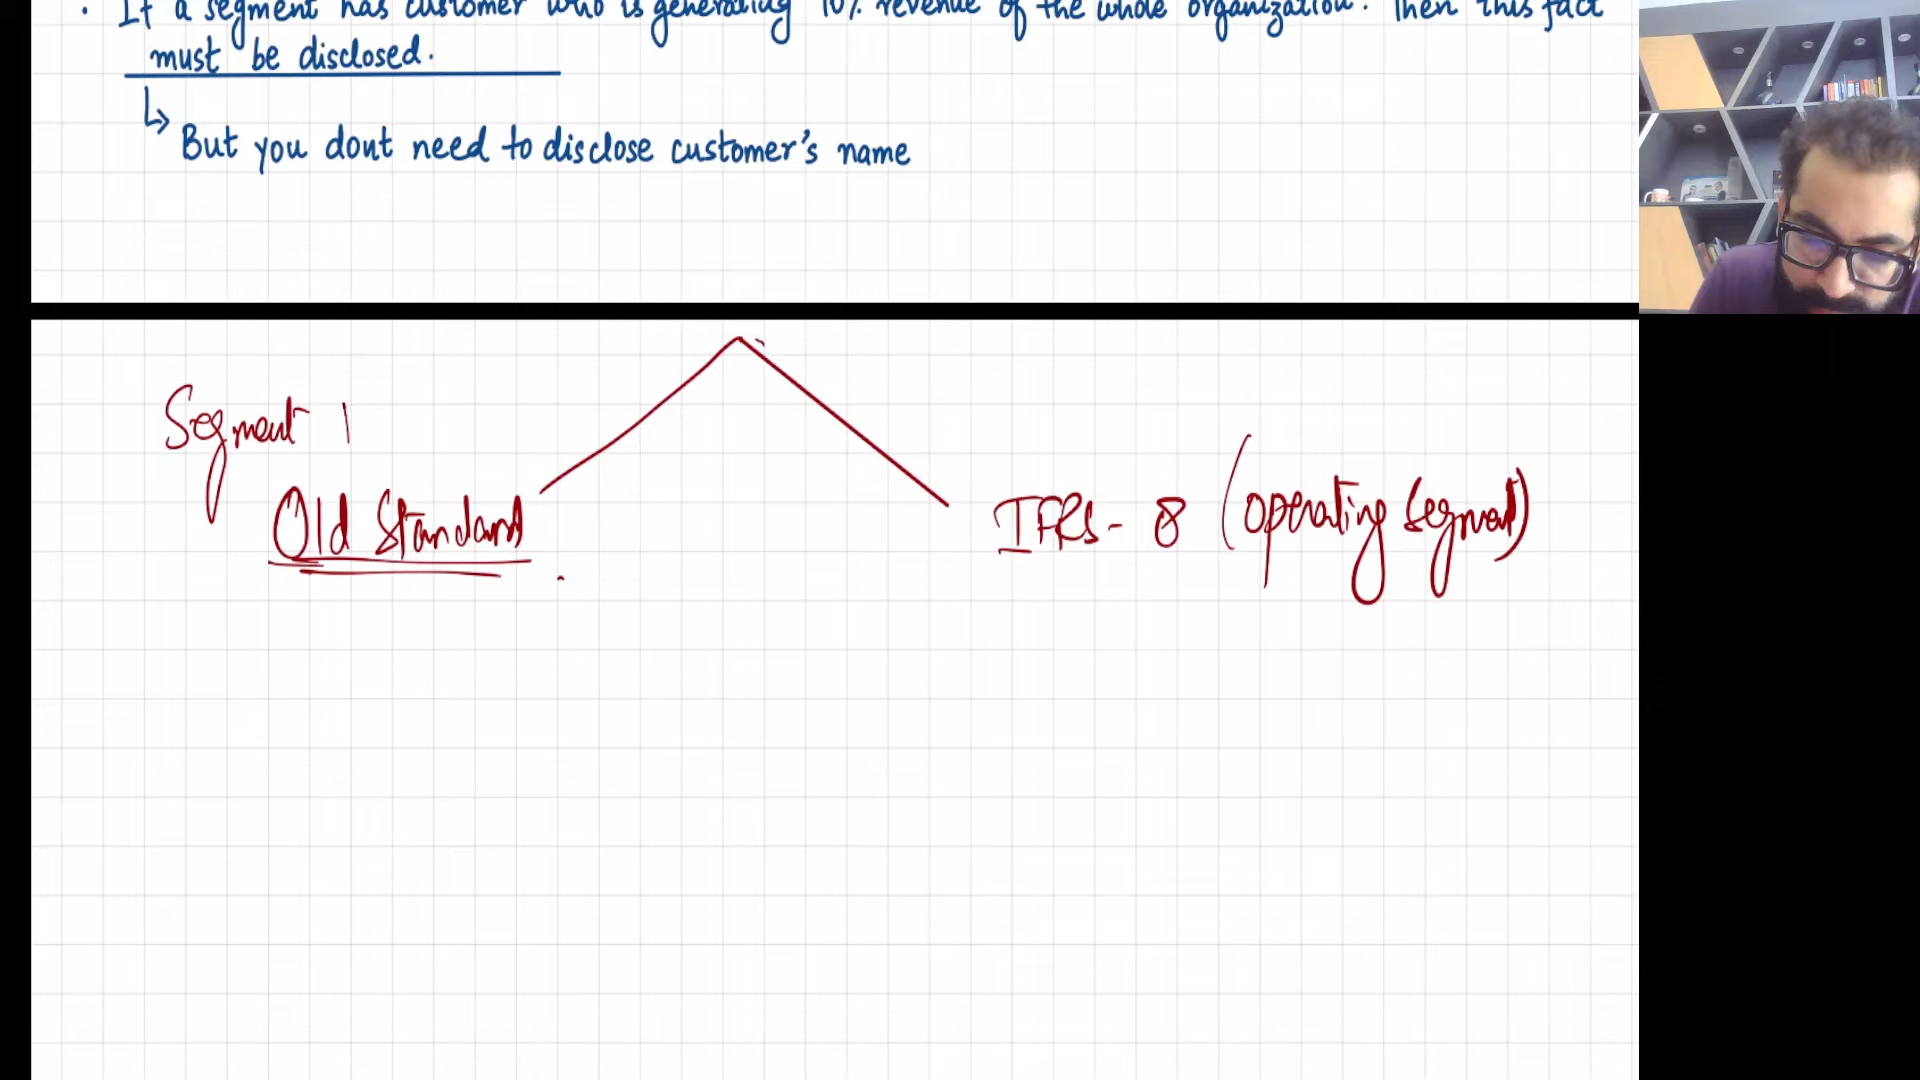 . If a segment has customer who is generating 10% revenue of the whole organization. Then this fact
must be disclosed.
But you dont need to disclose customer's name
Segment 1
Old Standard
IFRS- 8 (operating segment)